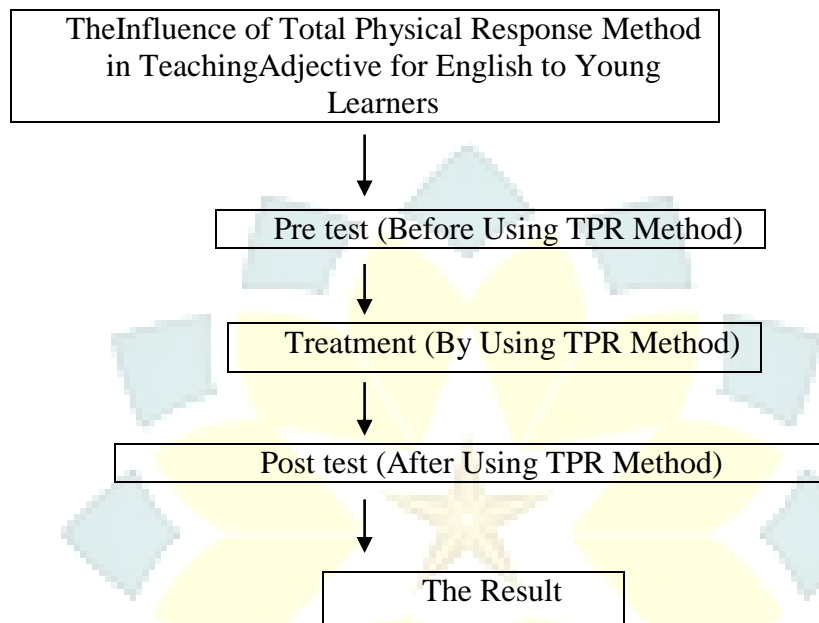 TheInfluence of Total Physical Response Method
in TeachingAdjective for English to Young
Learners
Pre test (Before Using TPR Method)
Treatment (By Using TPR Method)
Post test (After Using TPR Method)
The Result